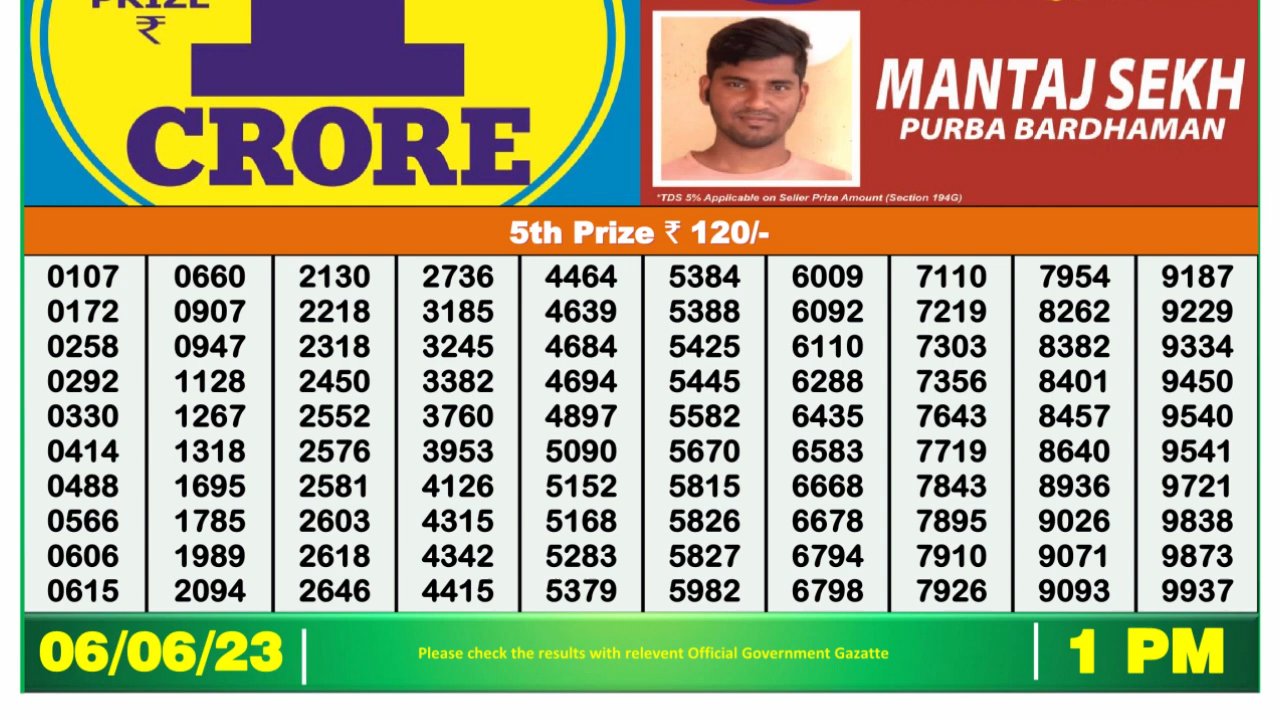 PRIZE
₹
1
CRORE
MANTAJ SEKH
PURBA BARDHAMAN
*TDS 5% Applicable on Seller Prize Amount (Section 194G)
5th Prize ₹ 120/-
0107 0660 2130 2736 4464 5384 6009 7110 7954 9187
0172 0907 2218 3185 4639 5388 6092 7219 8262 9229
0258 0947 2318 3245 4684 5425 6110 7303 8382 9334
0292 1128 2450 3382 4694 5445 6288 7356 8401 9450
0330 1267 2552 3760 4897 5582 6435 7643 8457 9540
0414 1318 2576 3953 5090 5670 6583 7719 8640 9541
0488 1695 2581 4126 5152 5815 6668 7843 8936 9721
0566 1785 2603 4315 5168 5826 6678 7895 9026 9838
0606 1989 2618 4342 5283 5827 6794 7910 9071 9873
0615 2094 2646 4415 5379 5982 6798 7926 9093 9937
06/06/23
Please check the results with relevent Official Government Gazatte
1 PM